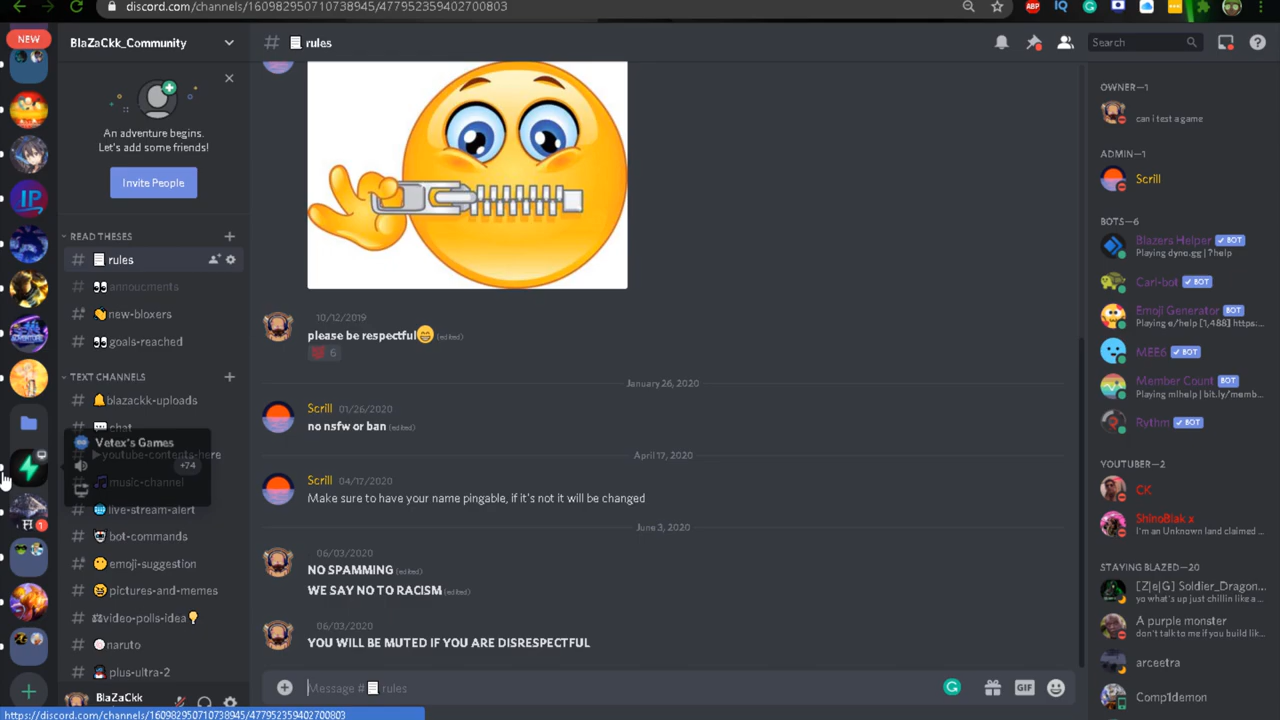 discord.com/channels/160982950710738945/477952359402700803
ABP
IQ
NEW
BlaZaCkk_Community
# rules
Search
An adventure begins.
Let's add some friends!
Invite People
READ THESES
# rules
# annoucments
# new-bloxers
# goals-reached
TEXT CHANNELS
# blazackk-uploads
# chat
Vetex's Games
youtube-contents-here
+74
# music-channel
# live-stream-alert
# bot-commands
# emoji-suggestion
# pictures-and-memes
video-polls-idea
# naruto
# plus-ultra-2
BlaZaCkk
IP
1
10/12/2019
please be respectful😁 (edited)
6
January 26, 2020
Scrill 01/26/2020
no nsfw or ban (edited)
April 17, 2020
Scrill 04/17/2020
Make sure to have your name pingable, if it's not it will be changed
June 3, 2020
06/03/2020
NO SPAMMING (edited)
WE SAY NO TO RACISM (edited)
06/03/2020
YOU WILL BE MUTED IF YOU ARE DISRESPECTFUL
Message # rules
GIF
OWNER—1
can i test a game
ADMIN—1
Scrill
BOTS—6
Blazers Helper ✓ BOT
Playing dyno.gg | ?help
Carl-bot ✓ BOT
Emoji Generator BOT
Playing e/help [1,488] https:...
MEE6 ✓ BOT
Member Count BOT
Playing mlhelp | bit.ly/memb...
Rythm ✓ BOT
YOUTUBER—2
CK
ShinoBlak x
I'm an Unknown land claimed ...
STAYING BLAZED—20
[Z|e|G] Soldier_Dragon...
yo what's up just chillin like a ...
A purple monster
don't talk to me if you build lik...
arceetra
Comp1demon
https://discord.com/channels/160982950710738945/477952359402700803